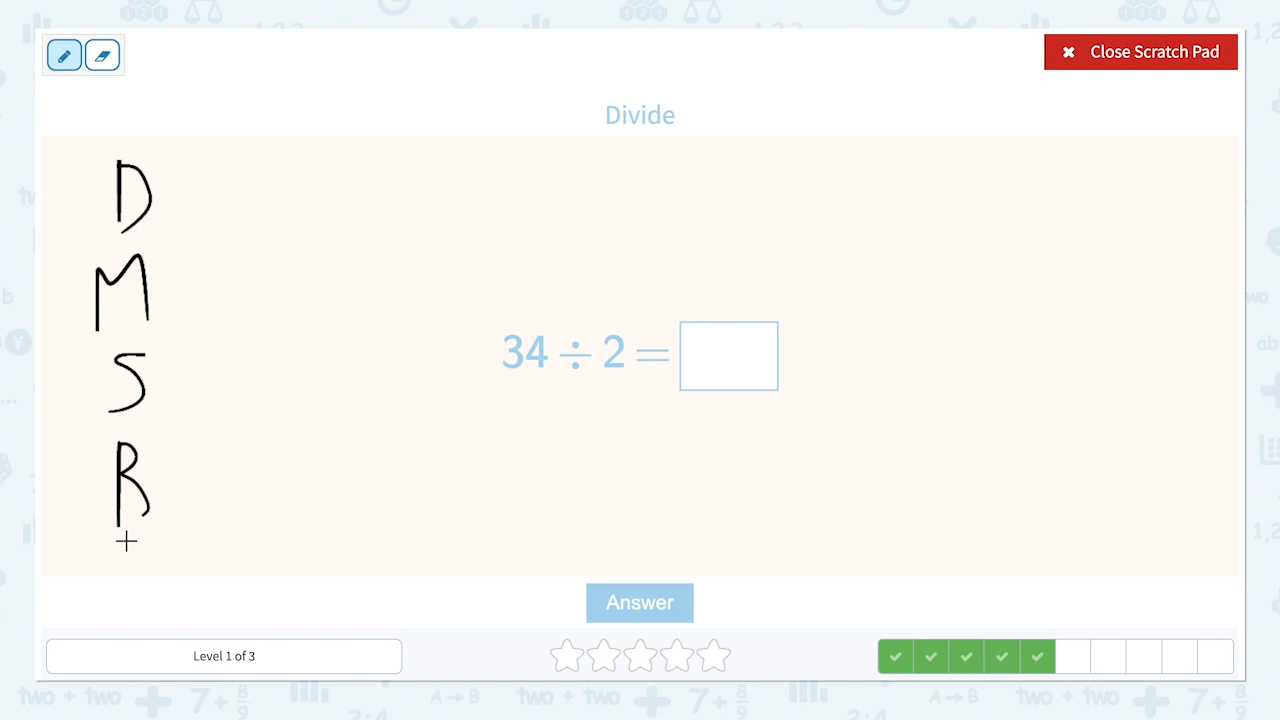 ✖ Close Scratch Pad
Divide
D
M
S
R
34 ÷ 2 =
Answer
Level 1 of 3